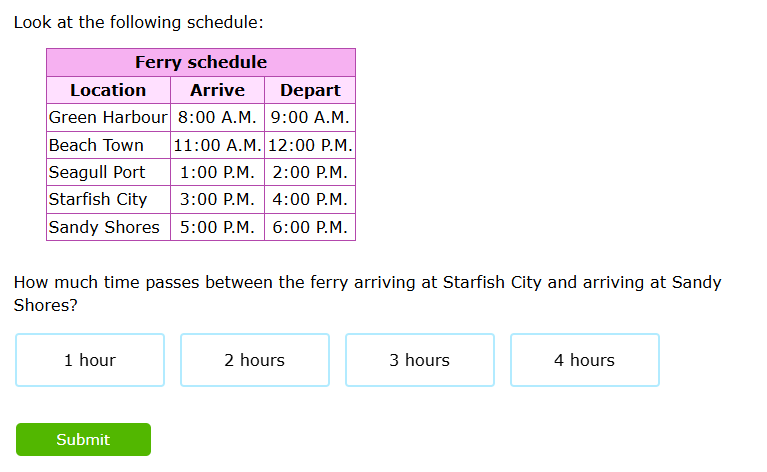 Look at the following schedule:
Ferry schedule
Location Arrive Depart
Green Harbour 8:00 A.M. 9:00 A.M.
Beach Town 11:00 A.M. 12:00 P.M.
Seagull Port 1:00 P.M. 2:00 P.M.
Starfish City 3:00 P.M. 4:00 P.M.
Sandy Shores 5:00 P.M. 6:00 P.M.
How much time passes between the ferry arriving at Starfish City and arriving at Sandy
Shores?
1 hour 2 hours 3 hours 4 hours
Submit